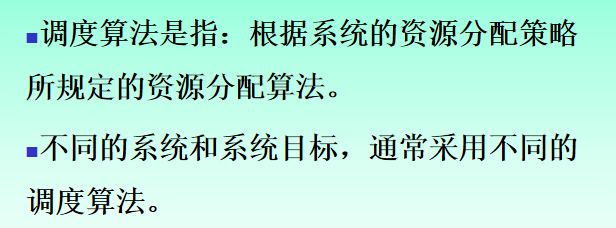 ■调度算法是指：根据系统的资源分配策略
所规定的资源分配算法。
■不同的系统和系统目标，通常采用不同的
调度算法。